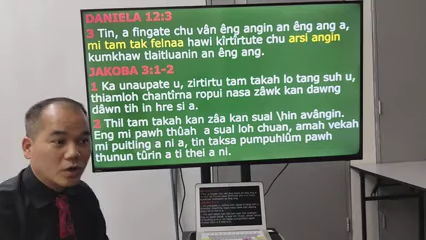 DANIELA 12:3
3 Tin, a fingate chu vân êng angin an êng ang a,
mi tam tak felnaa hawi kîrtîrtute chu arsi angin
kumkhaw tlaitluanin an êng ang.
JAKOBA 3:1-2
1 Ka unaupate u, zirtirtu tam takah lo tang suh u,
thiamloh chantîrna ropui nasa zâwk kan dawng
dâwn tih in hre si a.
2 Thil tam takah kan zâa kan sual \hin avângin.
Eng mi pawh thûah a sual loh chuan, amah vekah
mi puitling a ni a, tin taksa pumpuhlûm pawh
thunun tûrin a ti thei a ni.